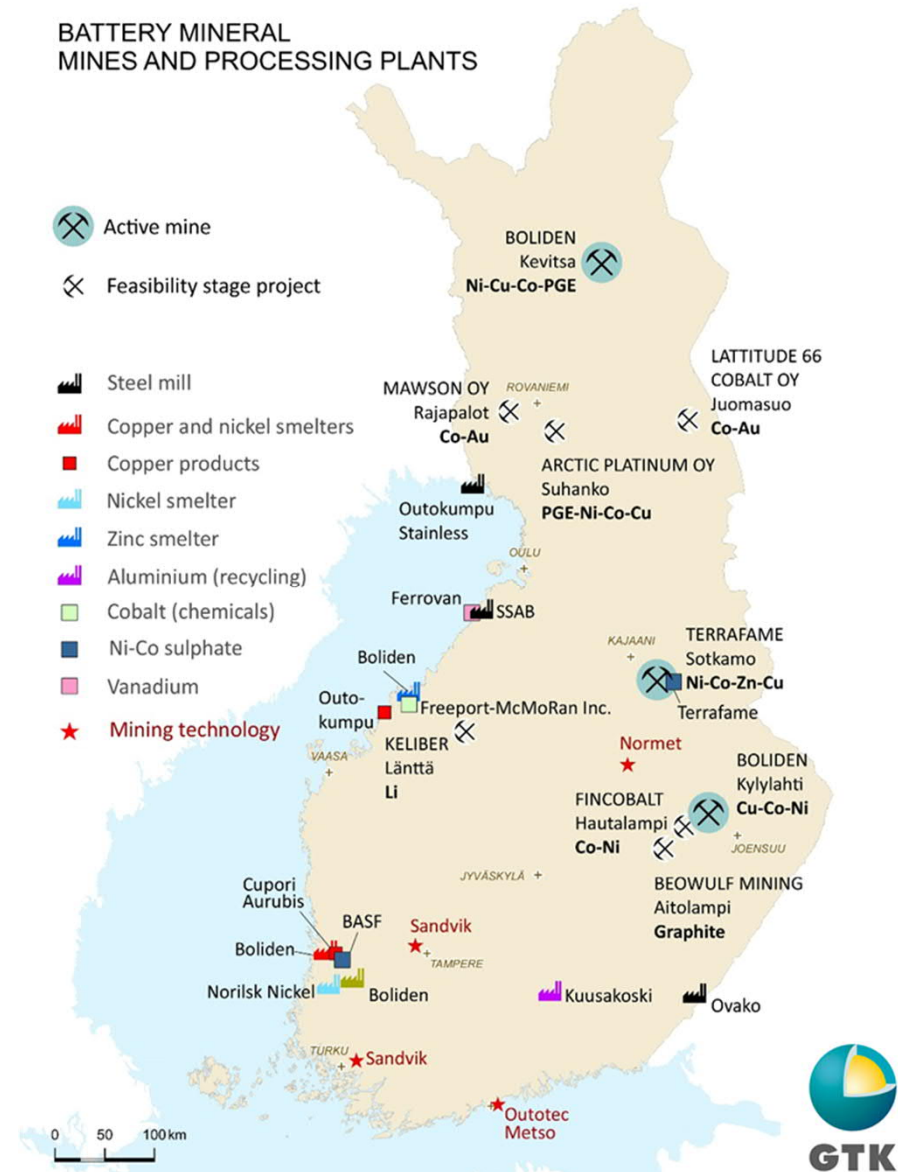 BATTERY MINERAL
MINES AND PROCESSING PLANTS
Active mine
Feasibility stage project
Steel mill
Copper and nickel smelters
Copper products
Nickel smelter
Zinc smelter
Aluminium (recycling)
Cobalt (chemicals)
Ni-Co sulphate
Vanadium
Mining technology
BOLIDEN
Kevitsa
Ni-Cu-Co-PGE
LATTITUDE 66
COBALT OY
Juomasuo
Co-Au
MAWSON OY
Rajapalot
Co-Au
ROVANIEMI
ARCTIC PLATINUM OY
Suhanko
PGE-Ni-Co-Cu
Outokumpu
Stainless
OULU
Ferrovan
SSAB
KAJAANI
TERRAFAME
Sotkamo
Ni-Co-Zn-Cu
Terrafame
Boliden
Outo-
kumpu
Freeport-McMoRan Inc.
KELIBER
Länttä
Li
VAASA
Normet
BOLIDEN
Kylylahti
Cu-Co-Ni
FINCOBALT
Hautalampi
Co-Ni
JOENSUU
JYVÄSKYLÄ
BEOWULF MINING
Aitolampi
Graphite
Cupori
Aurubis
BASF
Boliden
Sandvik
TAMPERE
Norilsk Nickel
Boliden
Kuusakoski
Ovako
TURKU
Sandvik
Outotec
Metso
0 50 100 km
GTK